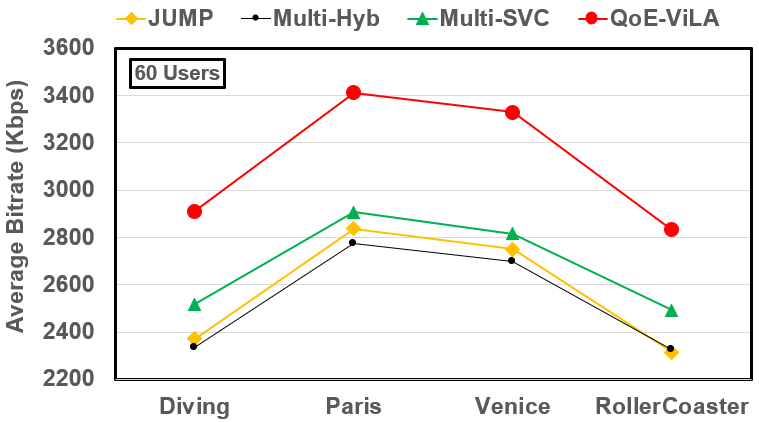 JUMP Multi-Hyb Multi-SVC QoE-ViLA
60 Users
Average Bitrate (Kbps)
3600
3400
3200
3000
2800
2600
2400
2200
Diving Paris Venice RollerCoaster